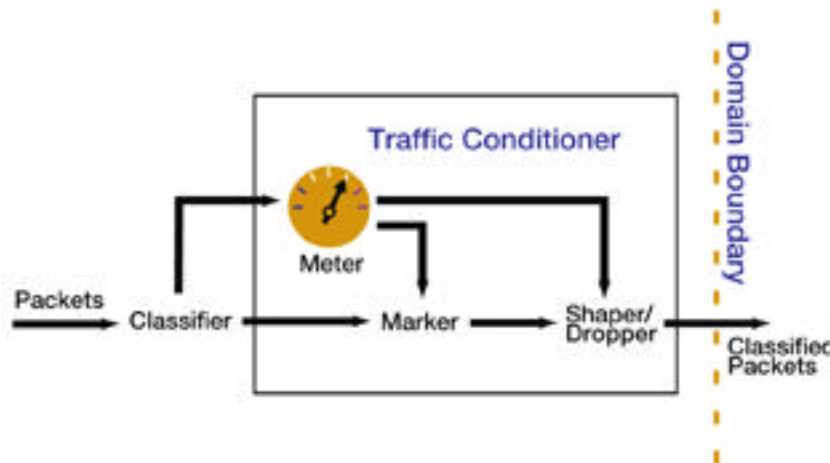 Traffic Conditioner
Domain Boundary
Meter
Packets
Classifier
Marker
Shaper/
Dropper
Classified
Packets